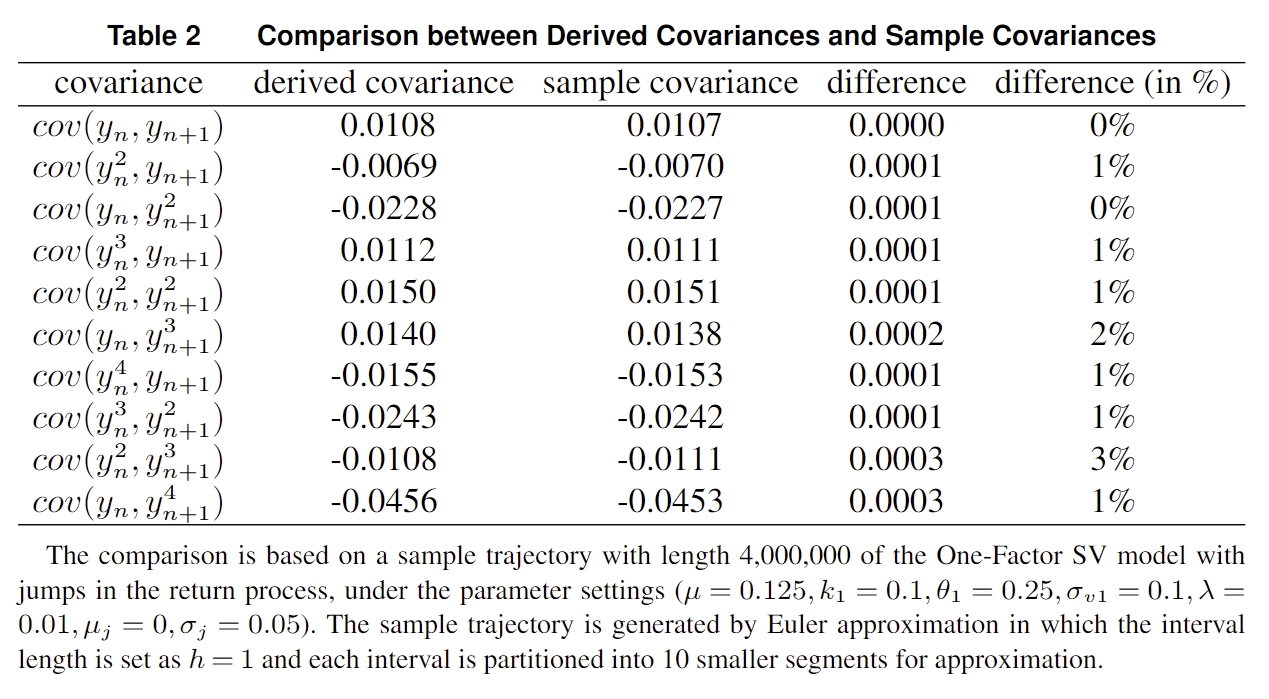 Table 2 Comparison between Derived Covariances and Sample Covariances
covariance derived covariance sample covariance difference difference (in %)
cov(y_n, y_{n+1}) 0.0108 0.0107 0.0000 0%
cov(y_n^2, y_{n+1}) -0.0069 -0.0070 0.0001 1%
cov(y_n, y_{n+1}^2) -0.0228 -0.0227 0.0001 0%
cov(y_n^3, y_{n+1}) 0.0112 0.0111 0.0001 1%
cov(y_n^2, y_{n+1}^2) 0.0150 0.0151 0.0001 1%
cov(y_n, y_{n+1}^3) 0.0140 0.0138 0.0002 2%
cov(y_n^4, y_{n+1}) -0.0155 -0.0153 0.0001 1%
cov(y_n^3, y_{n+1}^2) -0.0243 -0.0242 0.0001 1%
cov(y_n^2, y_{n+1}^3) -0.0108 -0.0111 0.0003 3%
cov(y_n, y_{n+1}^4) -0.0456 -0.0453 0.0003 1%
The comparison is based on a sample trajectory with length 4,000,000 of the One-Factor SV model with
jumps in the return process, under the parameter settings (μ = 0.125, k_1 = 0.1, θ_1 = 0.25, σ_{v1} = 0.1, λ =
0.01, μ_j = 0, σ_j = 0.05). The sample trajectory is generated by Euler approximation in which the interval
length is set as h = 1 and each interval is partitioned into 10 smaller segments for approximation.